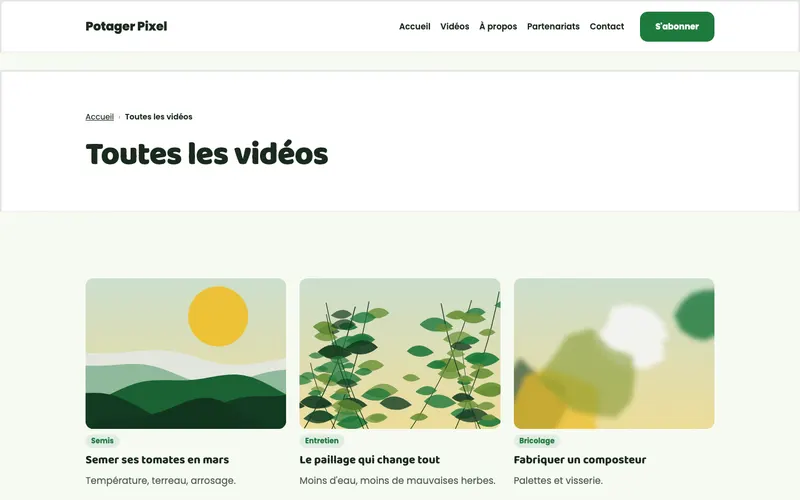 Potager Pixel
Accueil Vidéos À propos Partenariats Contact S'abonner
Accueil · Toutes les vidéos
Toutes les vidéos
Semis
Semer ses tomates en mars
Température, terreau, arrosage.
Entretien
Le paillage qui change tout
Moins d'eau, moins de mauvaises herbes.
Bricolage
Fabriquer un composteur
Palettes et visserie.